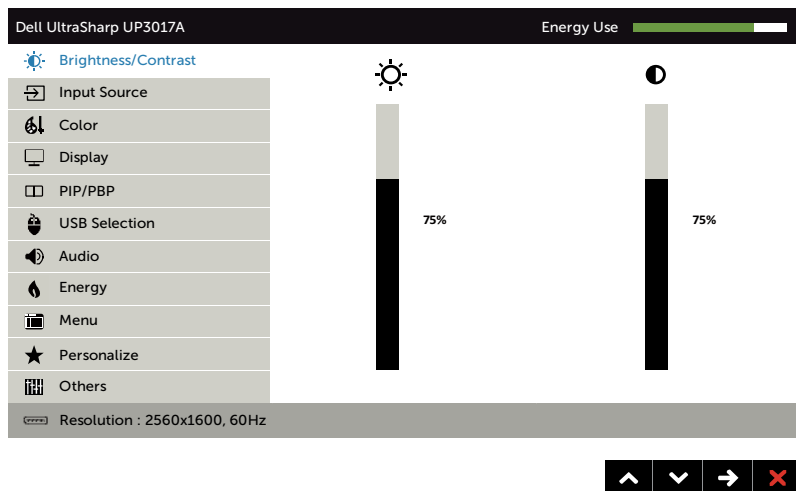 Dell UltraSharp UP3017A
Energy Use
Brightness/Contrast
Input Source
Color
Display
PIP/PBP
USB Selection
Audio
Energy
Menu
Personalize
Others
75%
75%
Resolution : 2560x1600, 60Hz